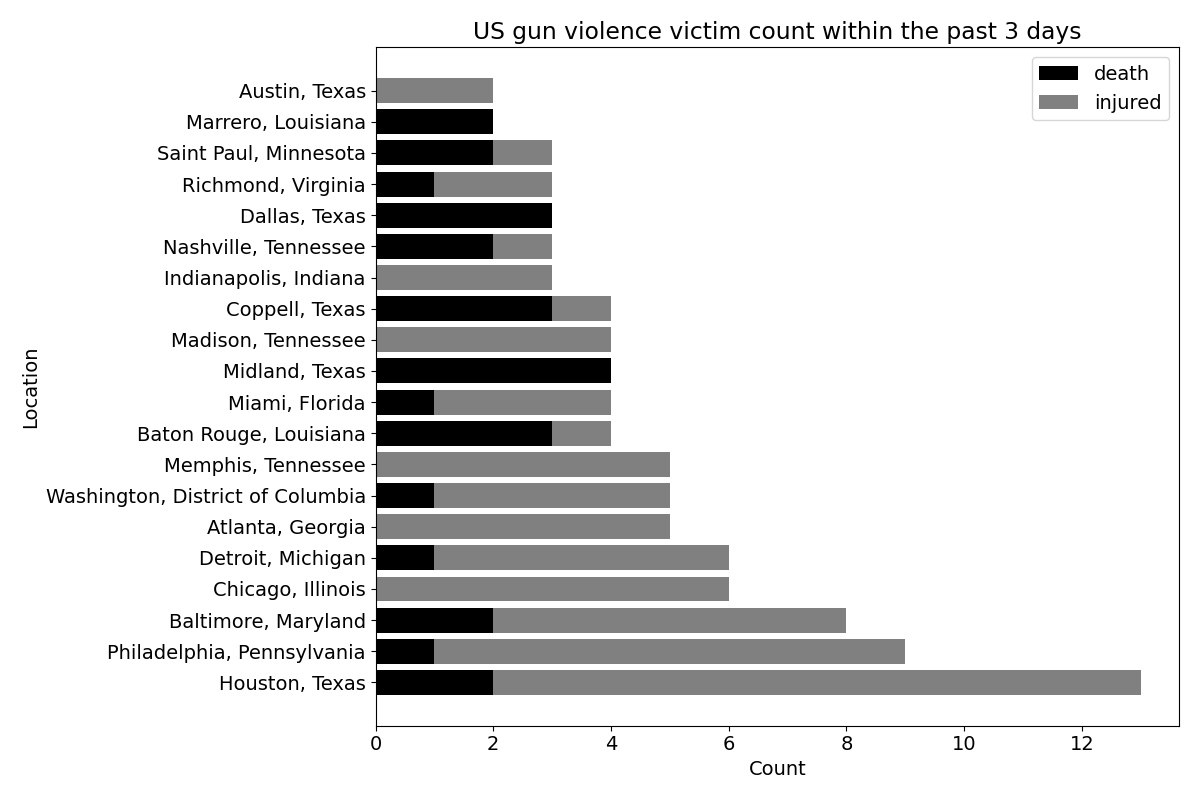 US gun violence victim count within the past 3 days
death
injured
Austin, Texas
Marrero, Louisiana
Saint Paul, Minnesota
Richmond, Virginia
Dallas, Texas
Nashville, Tennessee
Indianapolis, Indiana
Coppell, Texas
Madison, Tennessee
Midland, Texas
Miami, Florida
Baton Rouge, Louisiana
Memphis, Tennessee
Washington, District of Columbia
Atlanta, Georgia
Detroit, Michigan
Chicago, Illinois
Baltimore, Maryland
Philadelphia, Pennsylvania
Houston, Texas
Location
0 2 4 6 8 10 12
Count